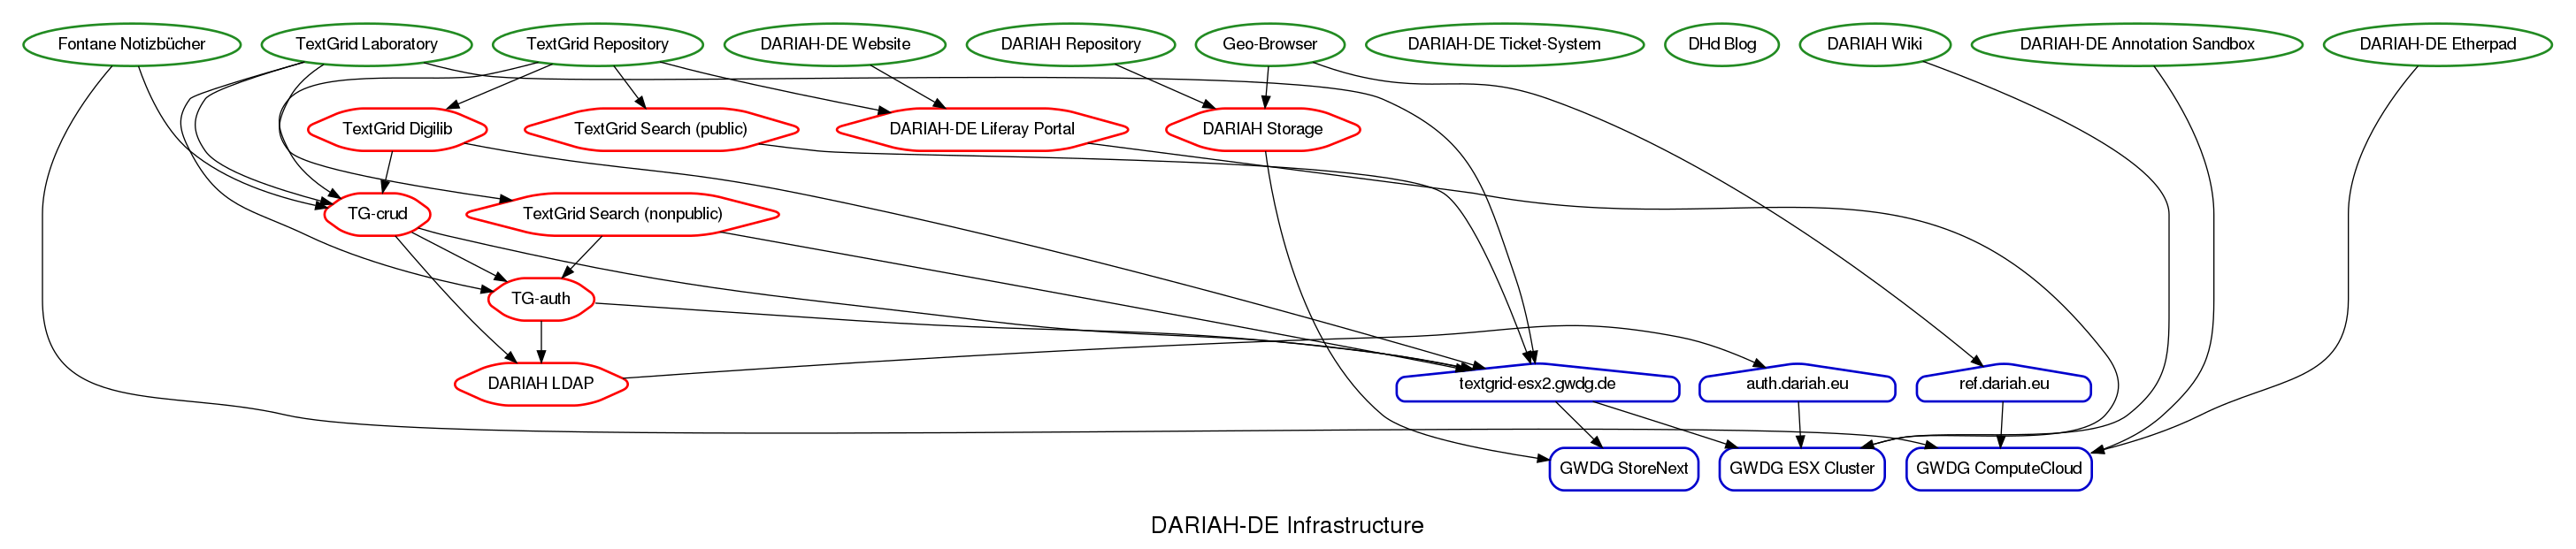 Fontane Notizbücher
TextGrid Laboratory
TextGrid Repository
DARIAH-DE Website
DARIAH Repository
Geo-Browser
DARIAH-DE Ticket-System
DHd Blog
DARIAH Wiki
DARIAH-DE Annotation Sandbox
DARIAH-DE Etherpad
TextGrid Digilib
TextGrid Search (public)
DARIAH-DE Liferay Portal
DARIAH Storage
TG-crud
TextGrid Search (nonpublic)
TG-auth
DARIAH LDAP
textgrid-esx2.gwdg.de
auth.dariah.eu
ref.dariah.eu
GWDG StoreNext
GWDG ESX Cluster
GWDG ComputeCloud
DARIAH-DE Infrastructure